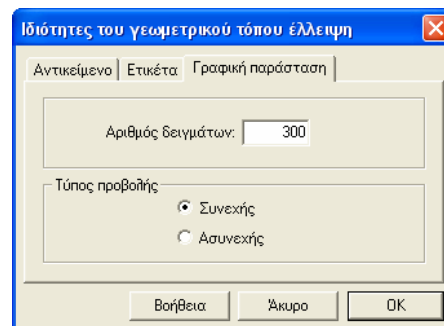 Ιδιότητες του γεωμετρικού τόπου έλλειψη
Αντικείμενο Ετικέτα Γραφική παράσταση
Αριθμός δειγμάτων: 300
Τύπος προβολής
Συνεχής
Ασυνεχής
Βοήθεια Άκυρο OK